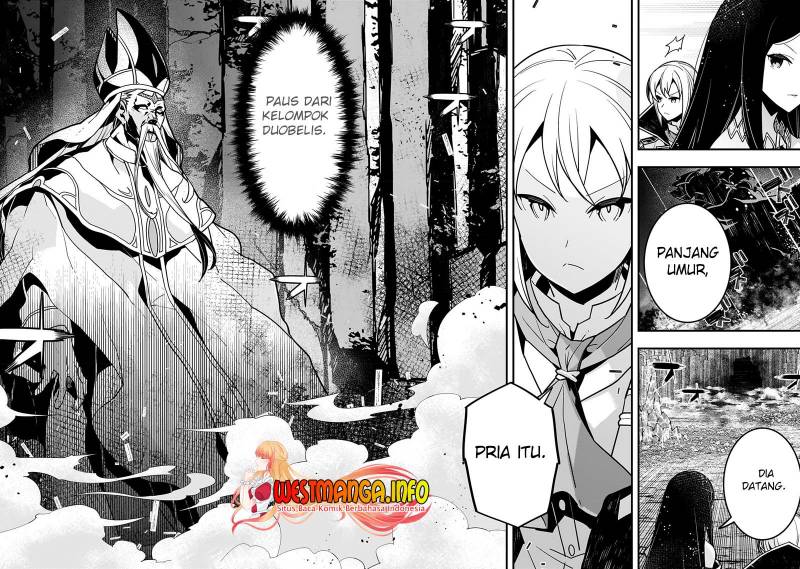 PANJANG
UMUR,
DIA
DATANG.
PRIA ITU.
PAUS DARI
KELOMPOK
DUOBELIS.
WESTMANGA.INFO
Situs Baca Komik Berbahasa Indonesia